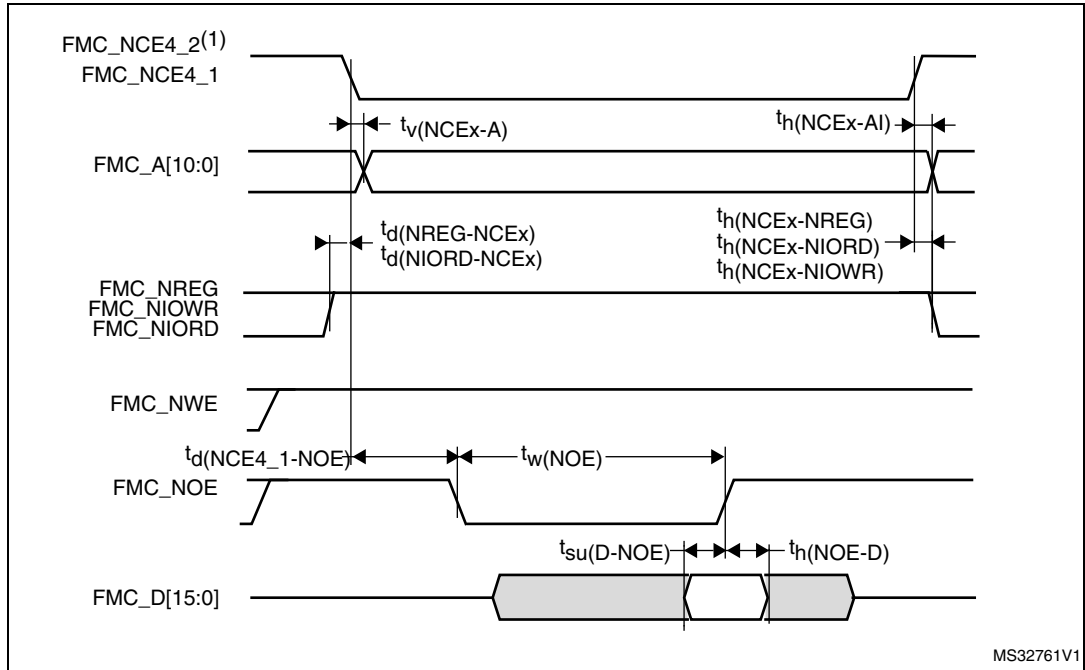 FMC_NCE4_2(1)
FMC_NCE4_1
tv(NCEx-A)
th(NCEx-AI)
FMC_A[10:0]
td(NREG-NCEx)
td(NIORD-NCEx)
th(NCEx-NREG)
th(NCEx-NIORD)
th(NCEx-NIOWR)
FMC_NREG
FMC_NIOWR
FMC_NIORD
FMC_NWE
td(NCE4_1-NOE)
tw(NOE)
FMC_NOE
tsu(D-NOE)
th(NOE-D)
FMC_D[15:0]
MS32761V1